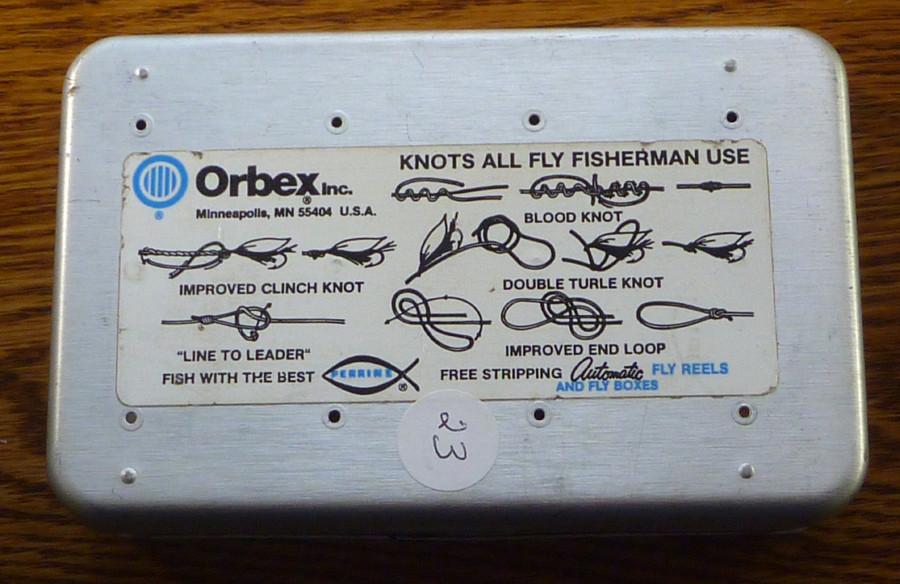 Orbex Inc.
®
®
Minneapolis, MN 55404 U.S.A.
KNOTS ALL FLY FISHERMAN USE
BLOOD KNOT
IMPROVED CLINCH KNOT
DOUBLE TURLE KNOT
"LINE TO LEADER"
IMPROVED END LOOP
FISH WITH THE BEST PERRINE ®
FREE STRIPPING Automatic FLY REELS
AND FLY BOXES